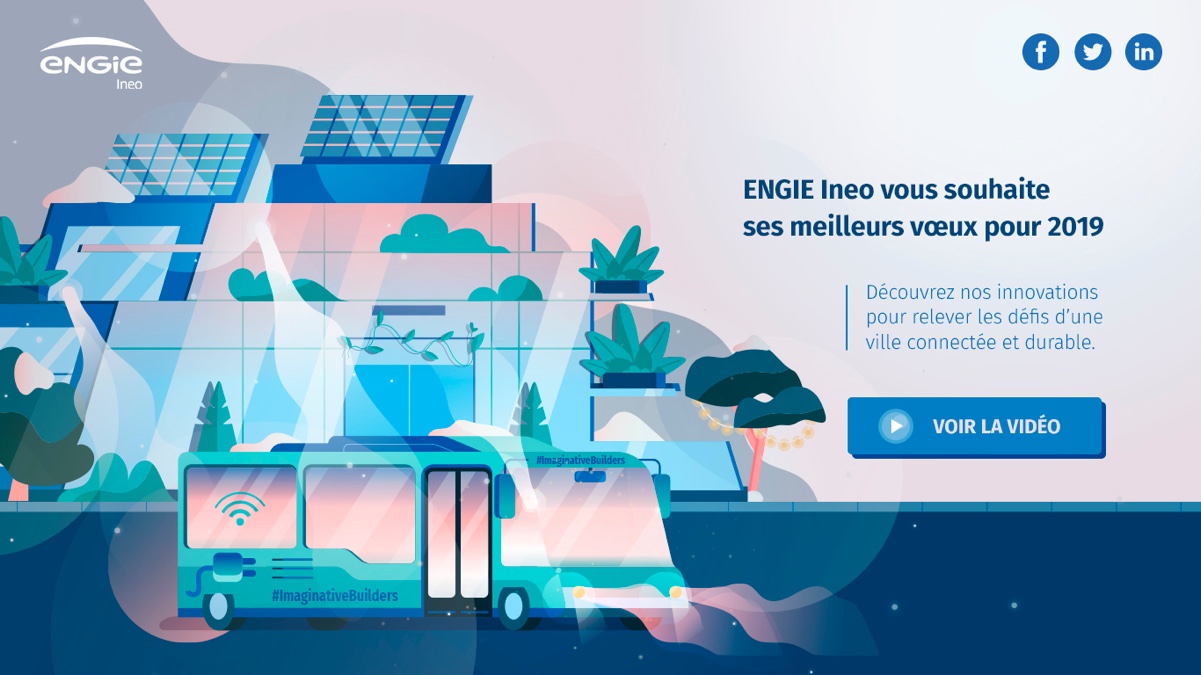 ENGIE
Ineo
ENGIE Ineo vous souhaite
ses meilleurs vœux pour 2019
Découvrez nos innovations
pour relever les défis d'une
ville connectée et durable.
VOIR LA VIDÉO
#ImaginativeBuilders
#ImaginativeBuilders